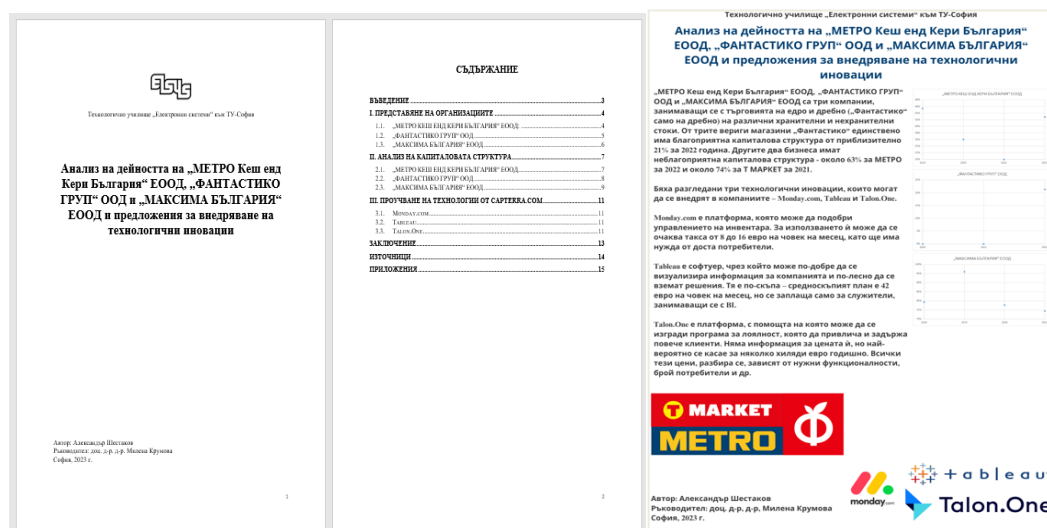 ELSYS
Технологично училище „Електронни системи“ към ТУ-София
Анализ на дейността на „МЕТРО Кеш енд
Кери България“ ЕООД, „ФАНТАСТИКО
ГРУП“ ООД и „МАКСИМА БЪЛГАРИЯ“
ЕООД и предложения за внедряване на
технологични иновации
Автор: Александър Шестаков
Ръководител: доц. д-р. д-р. Милена Крумова
София, 2023 г.
1
СЪДЪРЖАНИЕ
ВЪВЕДЕНИЕ 3
I. ПРЕДСТАВЯНЕ НА ОРГАНИЗАЦИИТЕ 4
1.1. „МЕТРО КЕШ ЕНД КЕРИ БЪЛГАРИЯ“ ЕООД 4
1.2. „ФАНТАСТИКО ГРУП“ ООД 5
1.3. „МАКСИМА БЪЛГАРИЯ“ ЕООД 6
II. АНАЛИЗ НА КАПИТАЛОВАТА СТРУКТУРА 7
2.1. „МЕТРО КЕШ ЕНД КЕРИ БЪЛГАРИЯ“ ЕООД 7
2.2. „ФАНТАСТИКО ГРУП“ ООД 8
2.3. „МАКСИМА БЪЛГАРИЯ“ ЕООД 9
III. ПРОУЧВАНЕ НА ТЕХНОЛОГИИ ОТ CAPTERRA.COM 11
3.1. MONDAY.COM 11
3.2. TABLEAU 11
3.3. TALON.ONE 11
ЗАКЛЮЧЕНИЕ 13
ИЗТОЧНИЦИ 14
ПРИЛОЖЕНИЯ 15
2
Технологично училище „Електронни системи“ към ТУ-София
Анализ на дейността на „МЕТРО Кеш енд Кери България“
ЕООД, „ФАНТАСТИКО ГРУП“ ООД и „МАКСИМА БЪЛГАРИЯ“
ЕООД и предложения за внедряване на технологични
иновации
„МЕТРО Кеш енд Кери България“ ЕООД, „ФАНТАСТИКО ГРУП“
ООД и „МАКСИМА БЪЛГАРИЯ“ ЕООД са три компании,
занимаващи се с търговията на едро и дребно („Фантастико“
само на дребно) на различни хранителни и нехранителни
стоки. От трите вериги магазини „Фантастико“ единствено
има благоприятна капиталова структура от приблизително
21% за 2022 година. Другите два бизнеса имат
неблагоприятна капиталова структура - около 63% за МЕТРО
за 2022 и около 74% за T MARKET за 2021.
Бяха разгледани три технологични иновации, които могат
да се внедрят в компаниите – Monday.com, Tableau и Talon.One.
Monday.com е платформа, която може да подобри
управлението на инвентара. За използването ѝ може да се
очаква такса от 8 до 16 евро на човек на месец, като ще има
нужда от доста потребители.
Tableau е софтуер, чрез който може по-добре да се
визуализира информация за компанията и по-лесно да се
вземат решения. Тя е по-скъпа – средноскъпият план е 42
евро на човек на месец, но се заплаща само за служители,
занимаващи се с BI.
Talon.One е платформа, с помощта на която може да се
изгради програма за лоялност, която да привлича и задържа
повече клиенти. Няма информация за цената ѝ, но най-
вероятно се касае за няколко хиляди евро годишно. Всички
тези цени, разбира се, зависят от нужни функционалности,
брой потребители и др.
„МЕТРО КЕШ ЕНД КЕРИ БЪЛГАРИЯ“ ЕООД
„ФАНТАСТИКО ГРУП“ ООД
„МАКСИМА БЪЛГАРИЯ“ ЕООД
T MARKET
METRO
monday.com
+ a b | e a u
Talon.One
Автор: Александър Шестаков
Ръководител: доц. д-р. д-р, Милена Крумова
София, 2023 г.